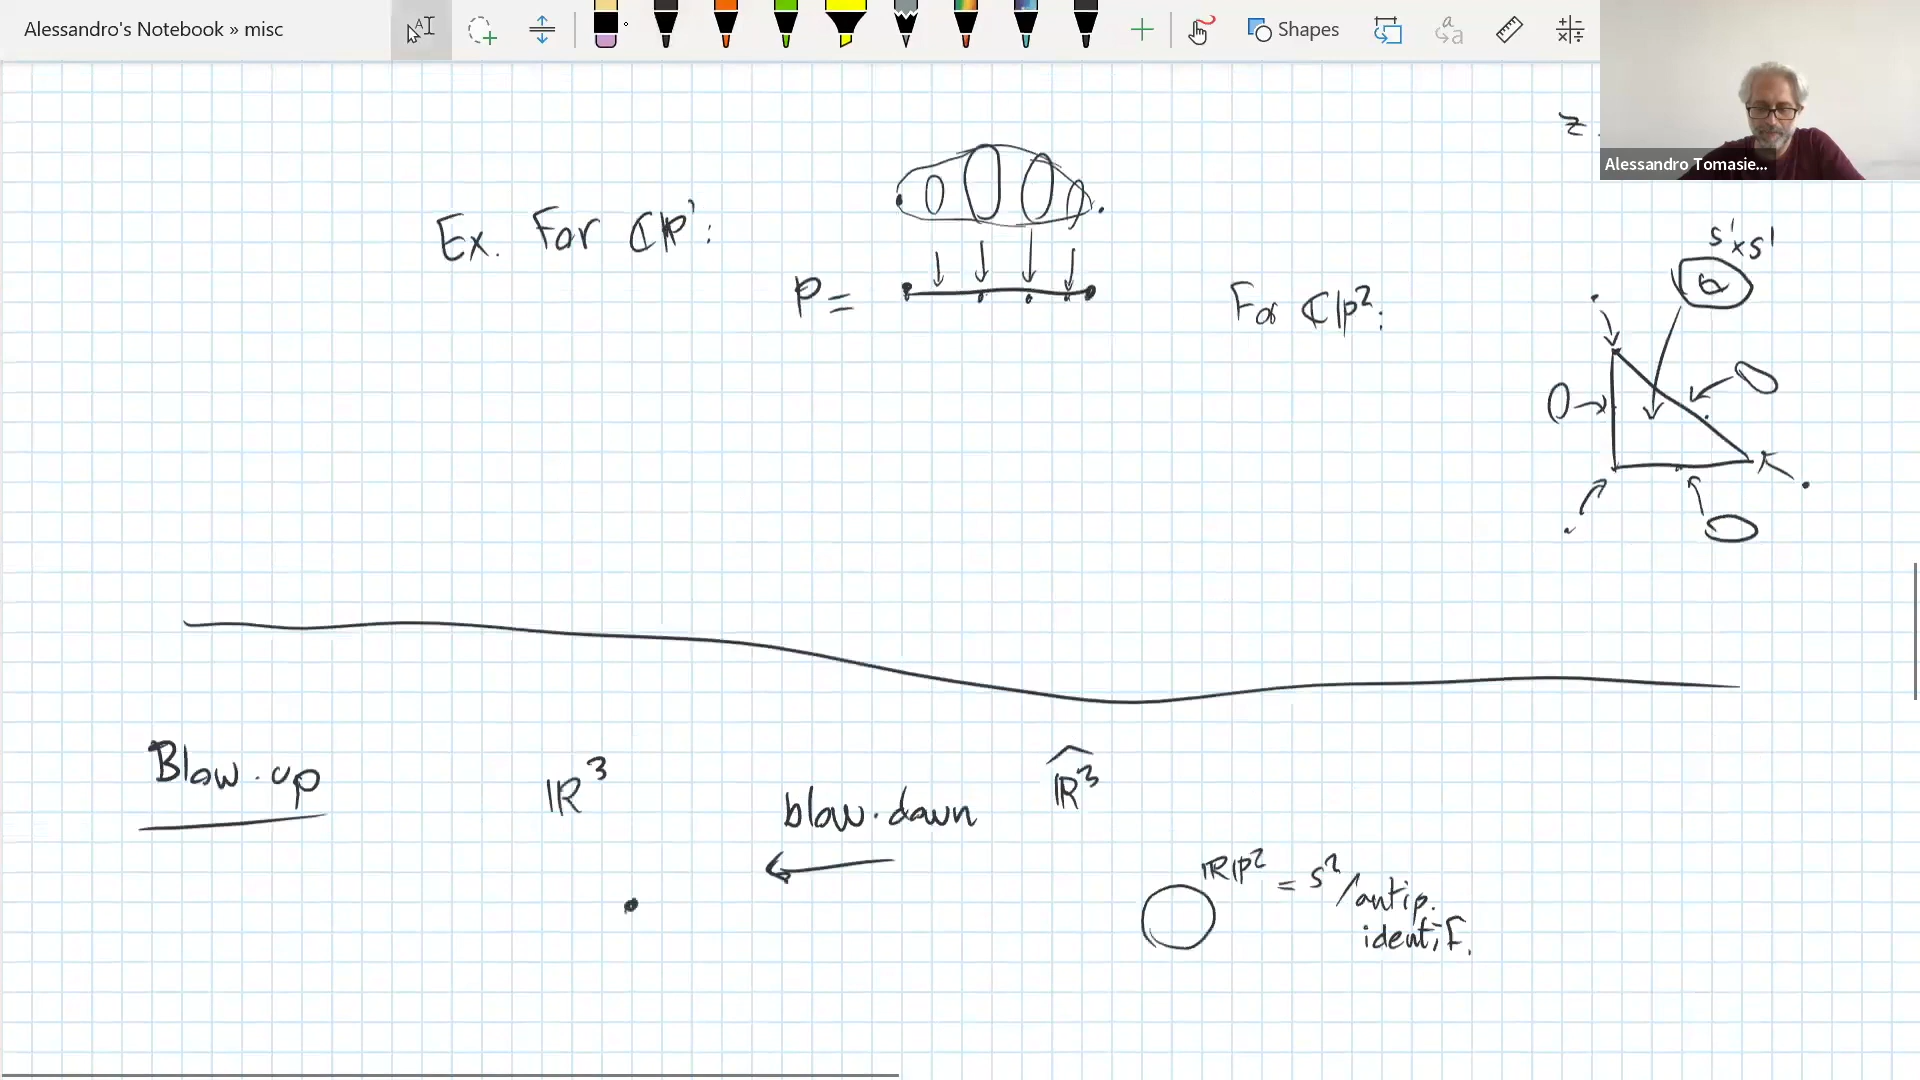 Alessandro's Notebook » misc
Shapes
Alessandro Tomasie...
z
Ex. For ℂℙ¹:
P =
For ℂℙ²:
S¹×S¹
Blow-up
ℝ³
blow-down
ℝ̂³
ℝℙ² = S²/antip.
identif.